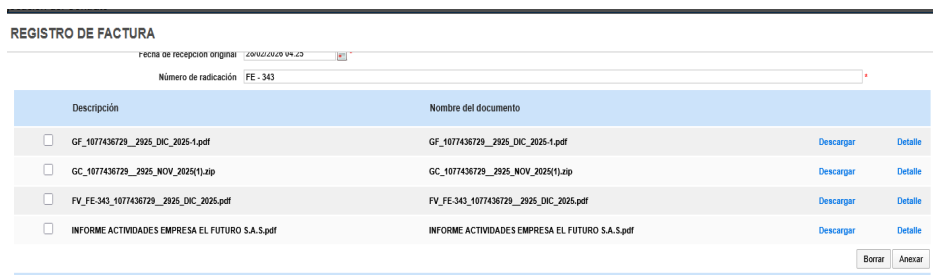 REGISTRO DE FACTURA
Fecha de recepción original 28/02/2026 04:25 *
Número de radicación FE - 343 *
Descripción Nombre del documento
GF_1077436729__2925_DIC_2025-1.pdf GF_1077436729__2925_DIC_2025-1.pdf Descargar Detalle
GC_1077436729__2925_NOV_2025(1).zip GC_1077436729__2925_NOV_2025(1).zip Descargar Detalle
FV_FE-343_1077436729__2925_DIC_2025.pdf FV_FE-343_1077436729__2925_DIC_2025.pdf Descargar Detalle
INFORME ACTIVIDADES EMPRESA EL FUTURO S.A.S.pdf INFORME ACTIVIDADES EMPRESA EL FUTURO S.A.S.pdf Descargar Detalle
Borrar Anexar